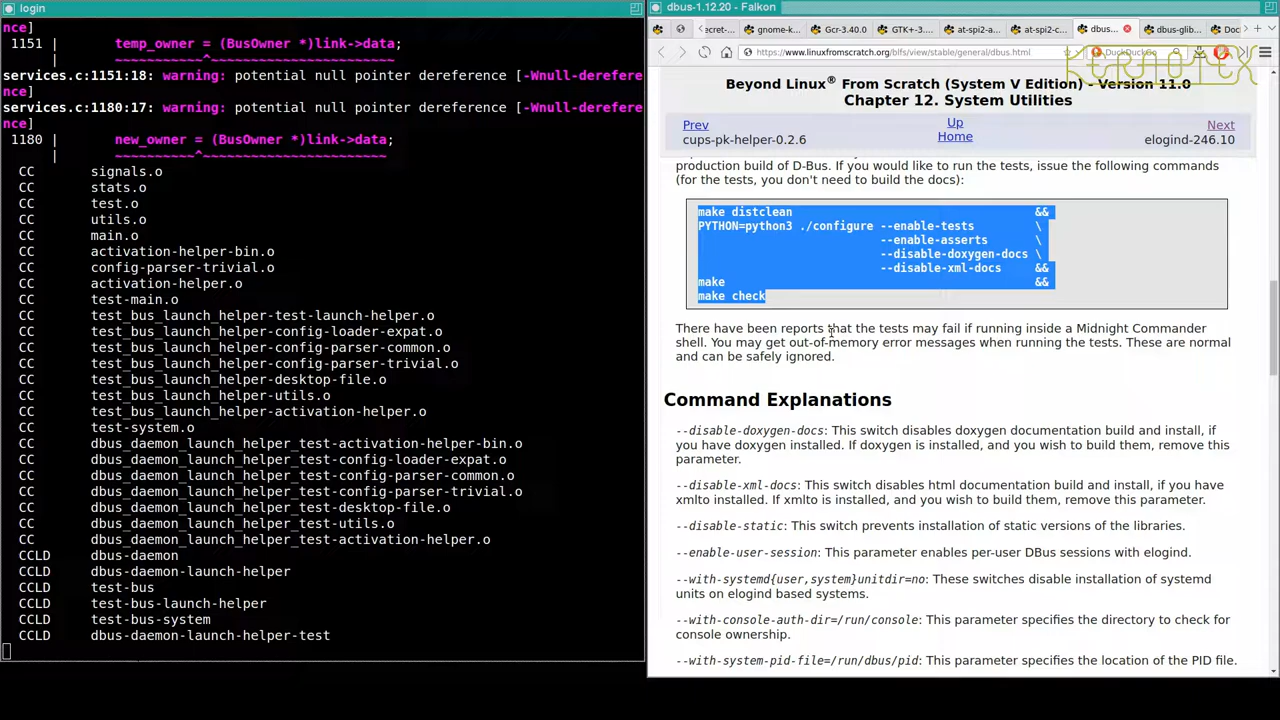 login
nce]
1151 |       temp_owner = (BusOwner *)link->data;
|       ~~~~~~~~~~~^~~~~~~~~~~~~~~~~~~~~~~~
services.c:1151:18: warning: potential null pointer dereference [-Wnull-derefere
nce]
services.c:1180:17: warning: potential null pointer dereference [-Wnull-derefere
nce]
1180 |       new_owner = (BusOwner *)link->data;
|       ~~~~~~~~~~^~~~~~~~~~~~~~~~~~~~~~~~
CC       signals.o
CC       stats.o
CC       test.o
CC       utils.o
CC       main.o
CC       activation-helper-bin.o
CC       config-parser-trivial.o
CC       activation-helper.o
CC       test-main.o
CC       test_bus_launch_helper-test-launch-helper.o
CC       test_bus_launch_helper-config-loader-expat.o
CC       test_bus_launch_helper-config-parser-common.o
CC       test_bus_launch_helper-config-parser-trivial.o
CC       test_bus_launch_helper-desktop-file.o
CC       test_bus_launch_helper-utils.o
CC       test_bus_launch_helper-activation-helper.o
CC       test-system.o
CC       dbus_daemon_launch_helper_test-activation-helper-bin.o
CC       dbus_daemon_launch_helper_test-config-loader-expat.o
CC       dbus_daemon_launch_helper_test-config-parser-common.o
CC       dbus_daemon_launch_helper_test-config-parser-trivial.o
CC       dbus_daemon_launch_helper_test-desktop-file.o
CC       dbus_daemon_launch_helper_test-utils.o
CC       dbus_daemon_launch_helper_test-activation-helper.o
CCLD     dbus-daemon
CCLD     dbus-daemon-launch-helper
CCLD     test-bus
CCLD     test-bus-launch-helper
CCLD     test-bus-system
CCLD     dbus-daemon-launch-helper-test
dbus-1.12.20 - Falkon
ecret-... gnome-k... Gcr-3.40.0 GTK+-3.... at-spi2-a... at-spi2-c... dbus... dbus-glib... Doc
https://www.linuxfromscratch.org/blfs/view/stable/general/dbus.html DuckDuckGo
KERNOTEX
Beyond Linux® From Scratch (System V Edition) - Version 11.0
Chapter 12. System Utilities
Prev Up Next
cups-pk-helper-0.2.6 Home elogind-246.10
production build of D-Bus. If you would like to run the tests, issue the following commands
(for the tests, you don't need to build the docs):
make distclean                        &&
PYTHON=python3 ./configure --enable-tests         \
--enable-asserts       \
--disable-doxygen-docs \
--disable-xml-docs    &&
make                                  &&
make check
There have been reports that the tests may fail if running inside a Midnight Commander
shell. You may get out-of-memory error messages when running the tests. These are normal
and can be safely ignored.
Command Explanations
--disable-doxygen-docs: This switch disables doxygen documentation build and install, if
you have doxygen installed. If doxygen is installed, and you wish to build them, remove this
parameter.
--disable-xml-docs: This switch disables html documentation build and install, if you have
xmlto installed. If xmlto is installed, and you wish to build them, remove this parameter.
--disable-static: This switch prevents installation of static versions of the libraries.
--enable-user-session: This parameter enables per-user DBus sessions with elogind.
--with-systemd{user,system}unitdir=no: These switches disable installation of systemd
units on elogind based systems.
--with-console-auth-dir=/run/console: This parameter specifies the directory to check for
console ownership.
--with-system-pid-file=/run/dbus/pid: This parameter specifies the location of the PID file.